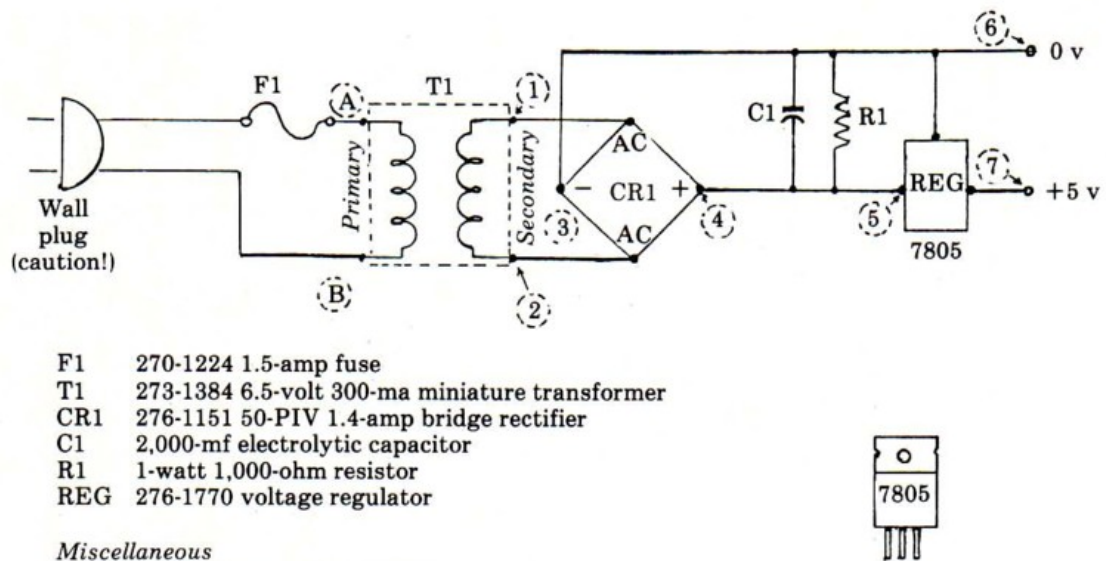 6
0 v
F1
A
T1
1
C1
R1
Primary
Secondary
AC
- CR1 +
AC
3
4
5
REG
7
+5 v
7805
Wall
plug
(caution!)
B
2
F1 270-1224 1.5-amp fuse
T1 273-1384 6.5-volt 300-ma miniature transformer
CR1 276-1151 50-PIV 1.4-amp bridge rectifier
C1 2,000-mf electrolytic capacitor
R1 1-watt 1,000-ohm resistor
REG 276-1770 voltage regulator
Miscellaneous
7805